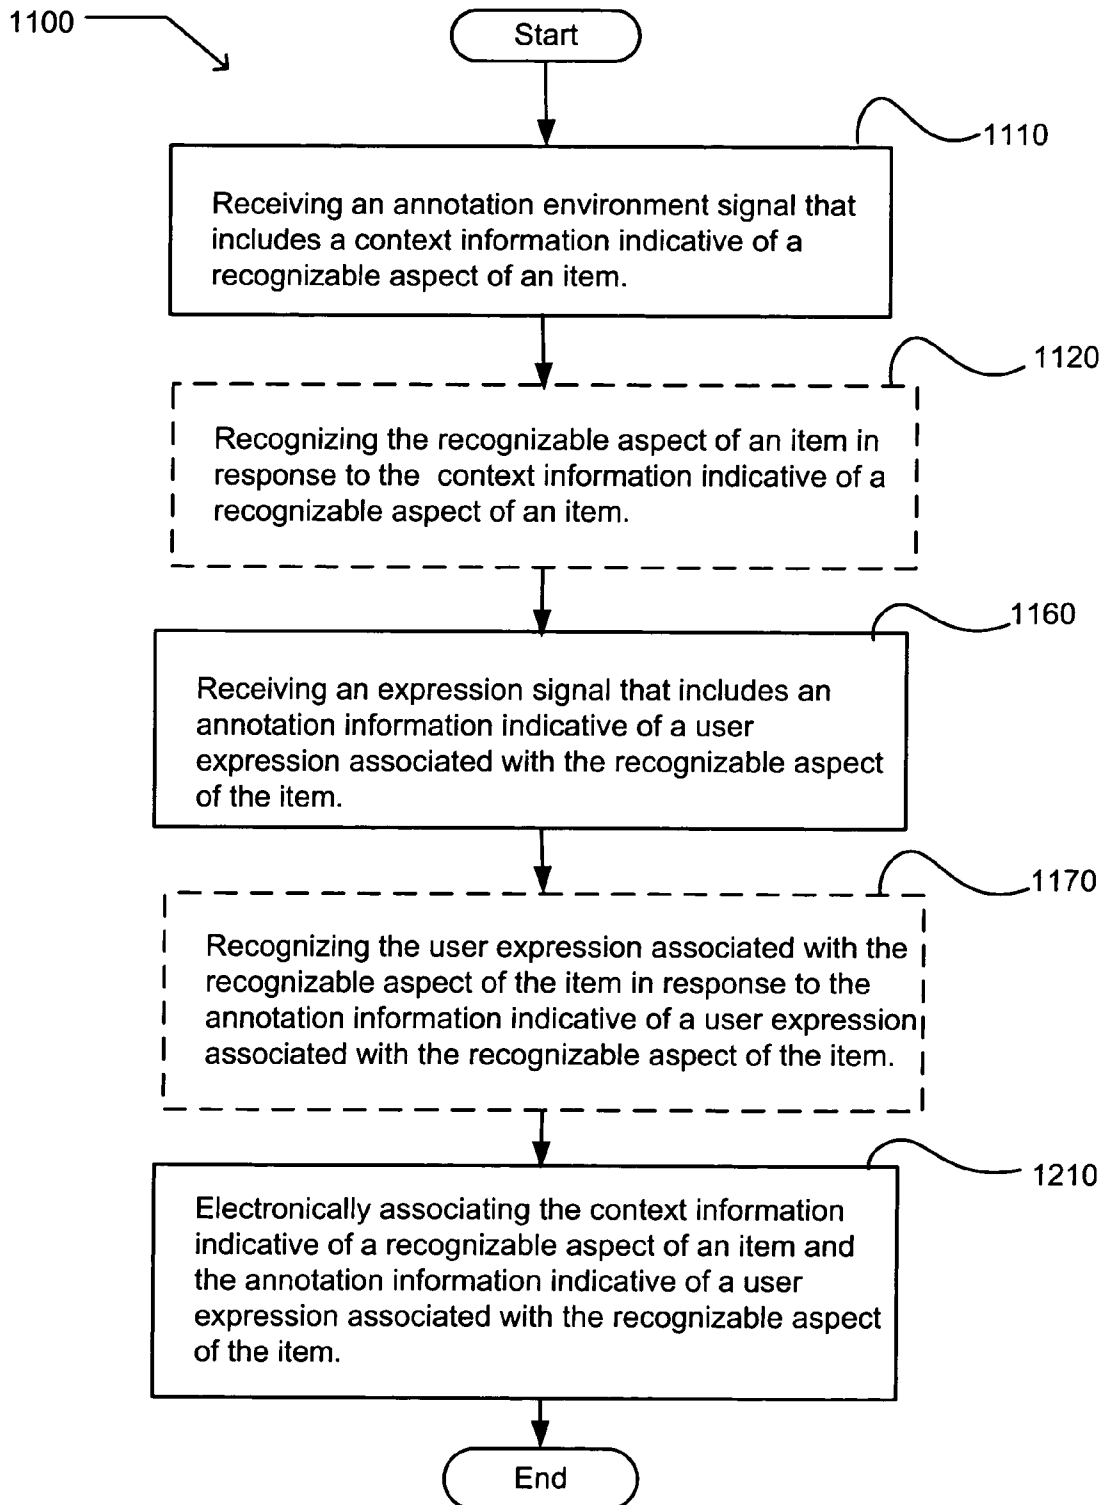 1100
Start
1110
Receiving an annotation environment signal that
includes a context information indicative of a
recognizable aspect of an item.
1120
Recognizing the recognizable aspect of an item in
response to the context information indicative of a
recognizable aspect of an item.
1160
Receiving an expression signal that includes an
annotation information indicative of a user
expression associated with the recognizable aspect
of the item.
1170
Recognizing the user expression associated with the
recognizable aspect of the item in response to the
annotation information indicative of a user expression
associated with the recognizable aspect of the item.
1210
Electronically associating the context information
indicative of a recognizable aspect of an item and
the annotation information indicative of a user
expression associated with the recognizable aspect
of the item.
End